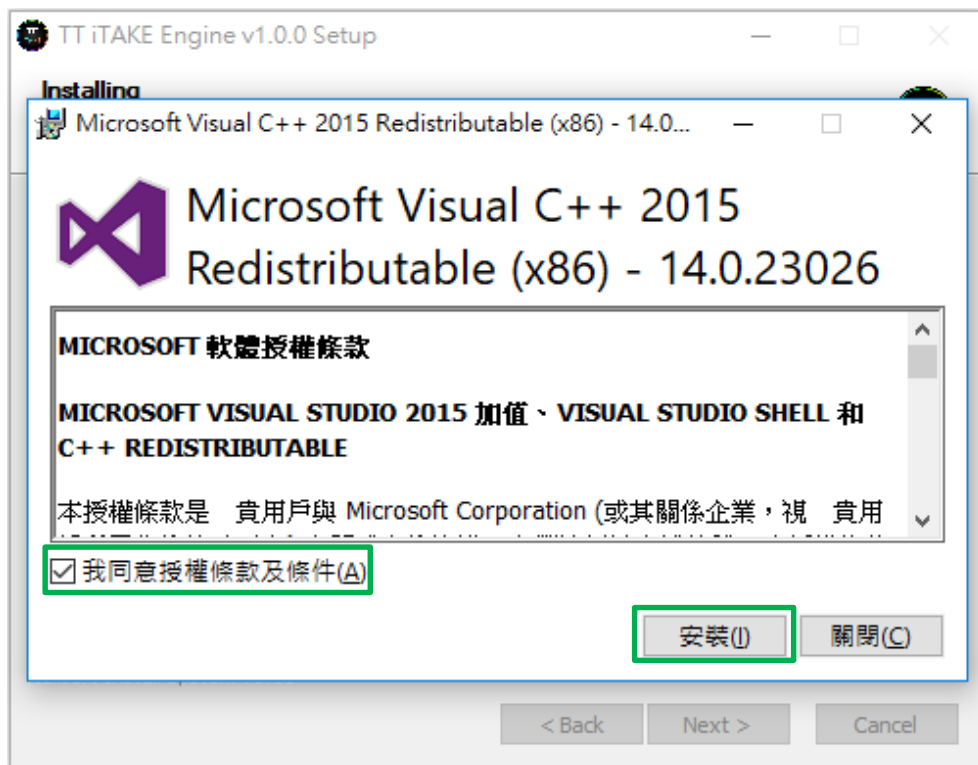 TT iTAKE Engine v1.0.0 Setup
Installing
Microsoft Visual C++ 2015 Redistributable (x86) - 14.0...
Microsoft Visual C++ 2015
Redistributable (x86) - 14.0.23026
MICROSOFT 軟體授權條款
MICROSOFT VISUAL STUDIO 2015 加值、VISUAL STUDIO SHELL 和
C++ REDISTRIBUTABLE
本授權條款是　貴用戶與 Microsoft Corporation (或其關係企業，視　貴用
我同意授權條款及條件(A)
安裝(I) 關閉(C)
< Back Next > Cancel